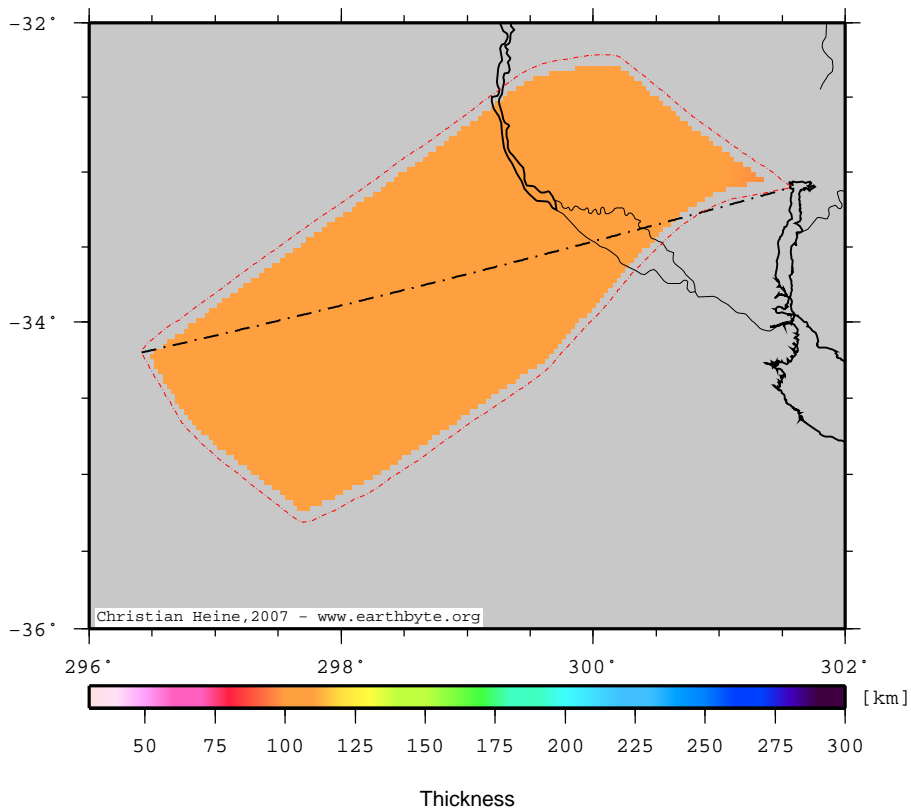 −32°
−34°
−36°
Christian Heine,2007 − www.earthbyte.org
296° 298° 300° 302°
[km]
50 75 100 125 150 175 200 225 250 275 300
Thickness